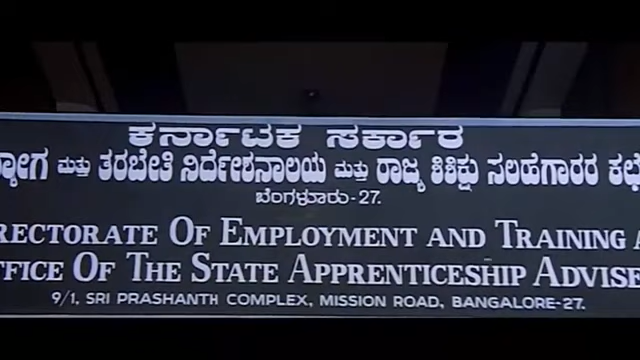 ಕರ್ನಾಟಕ ಸರ್ಕಾರ
ಮತ್ತು ತರಬೇತಿ ನಿರ್ದೇಶನಾಲಯ ಮತ್ತು ರಾಜ್ಯ ಶಿಶಿಕ್ಷು ಸಲಹೆಗಾರರ
ಬೆಂಗಳೂರು-27.
RECTORATE OF EMPLOYMENT AND TRAINING A
FFICE OF THE STATE APPRENTICESHIP ADVISE
9/1, SRI PRASHANTH COMPLEX, MISSION ROAD, BANGALORE-27.